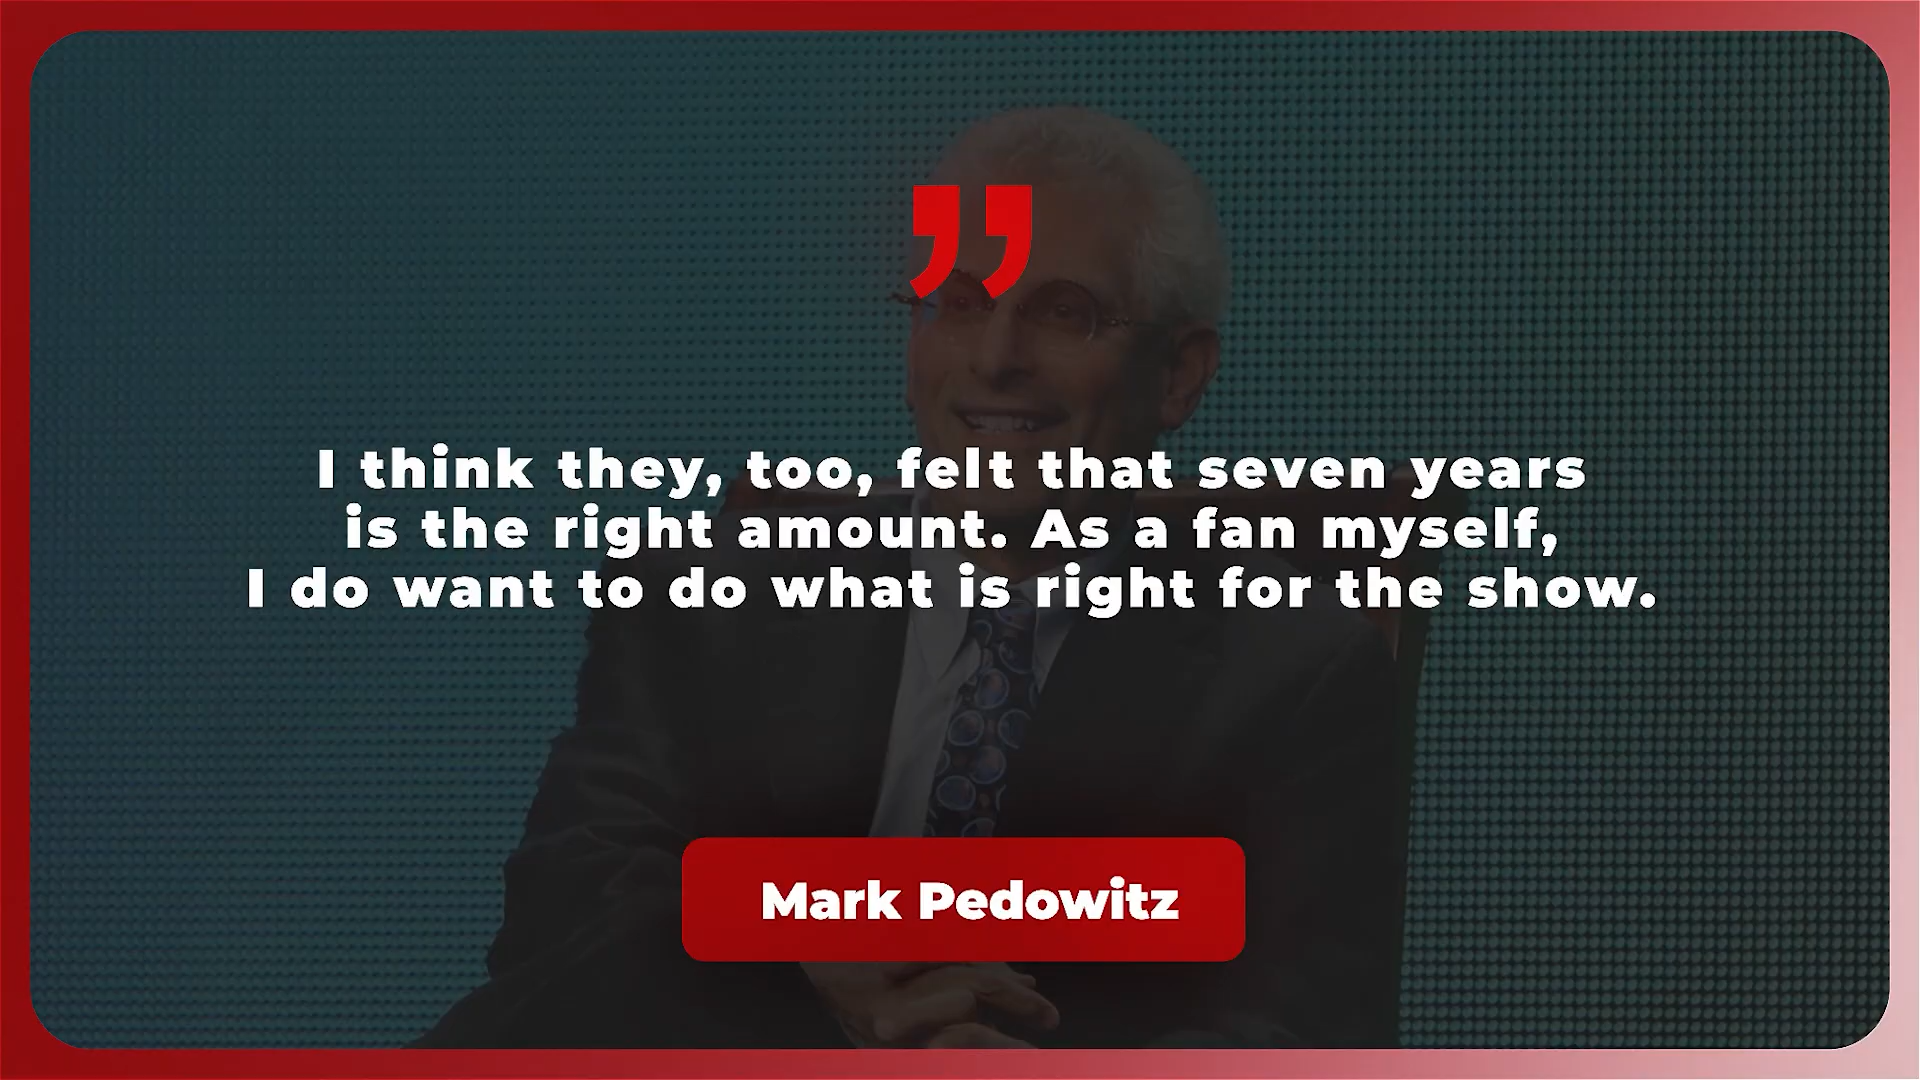 ”
I think they, too, felt that seven years
is the right amount. As a fan myself,
I do want to do what is right for the show.
Mark Pedowitz